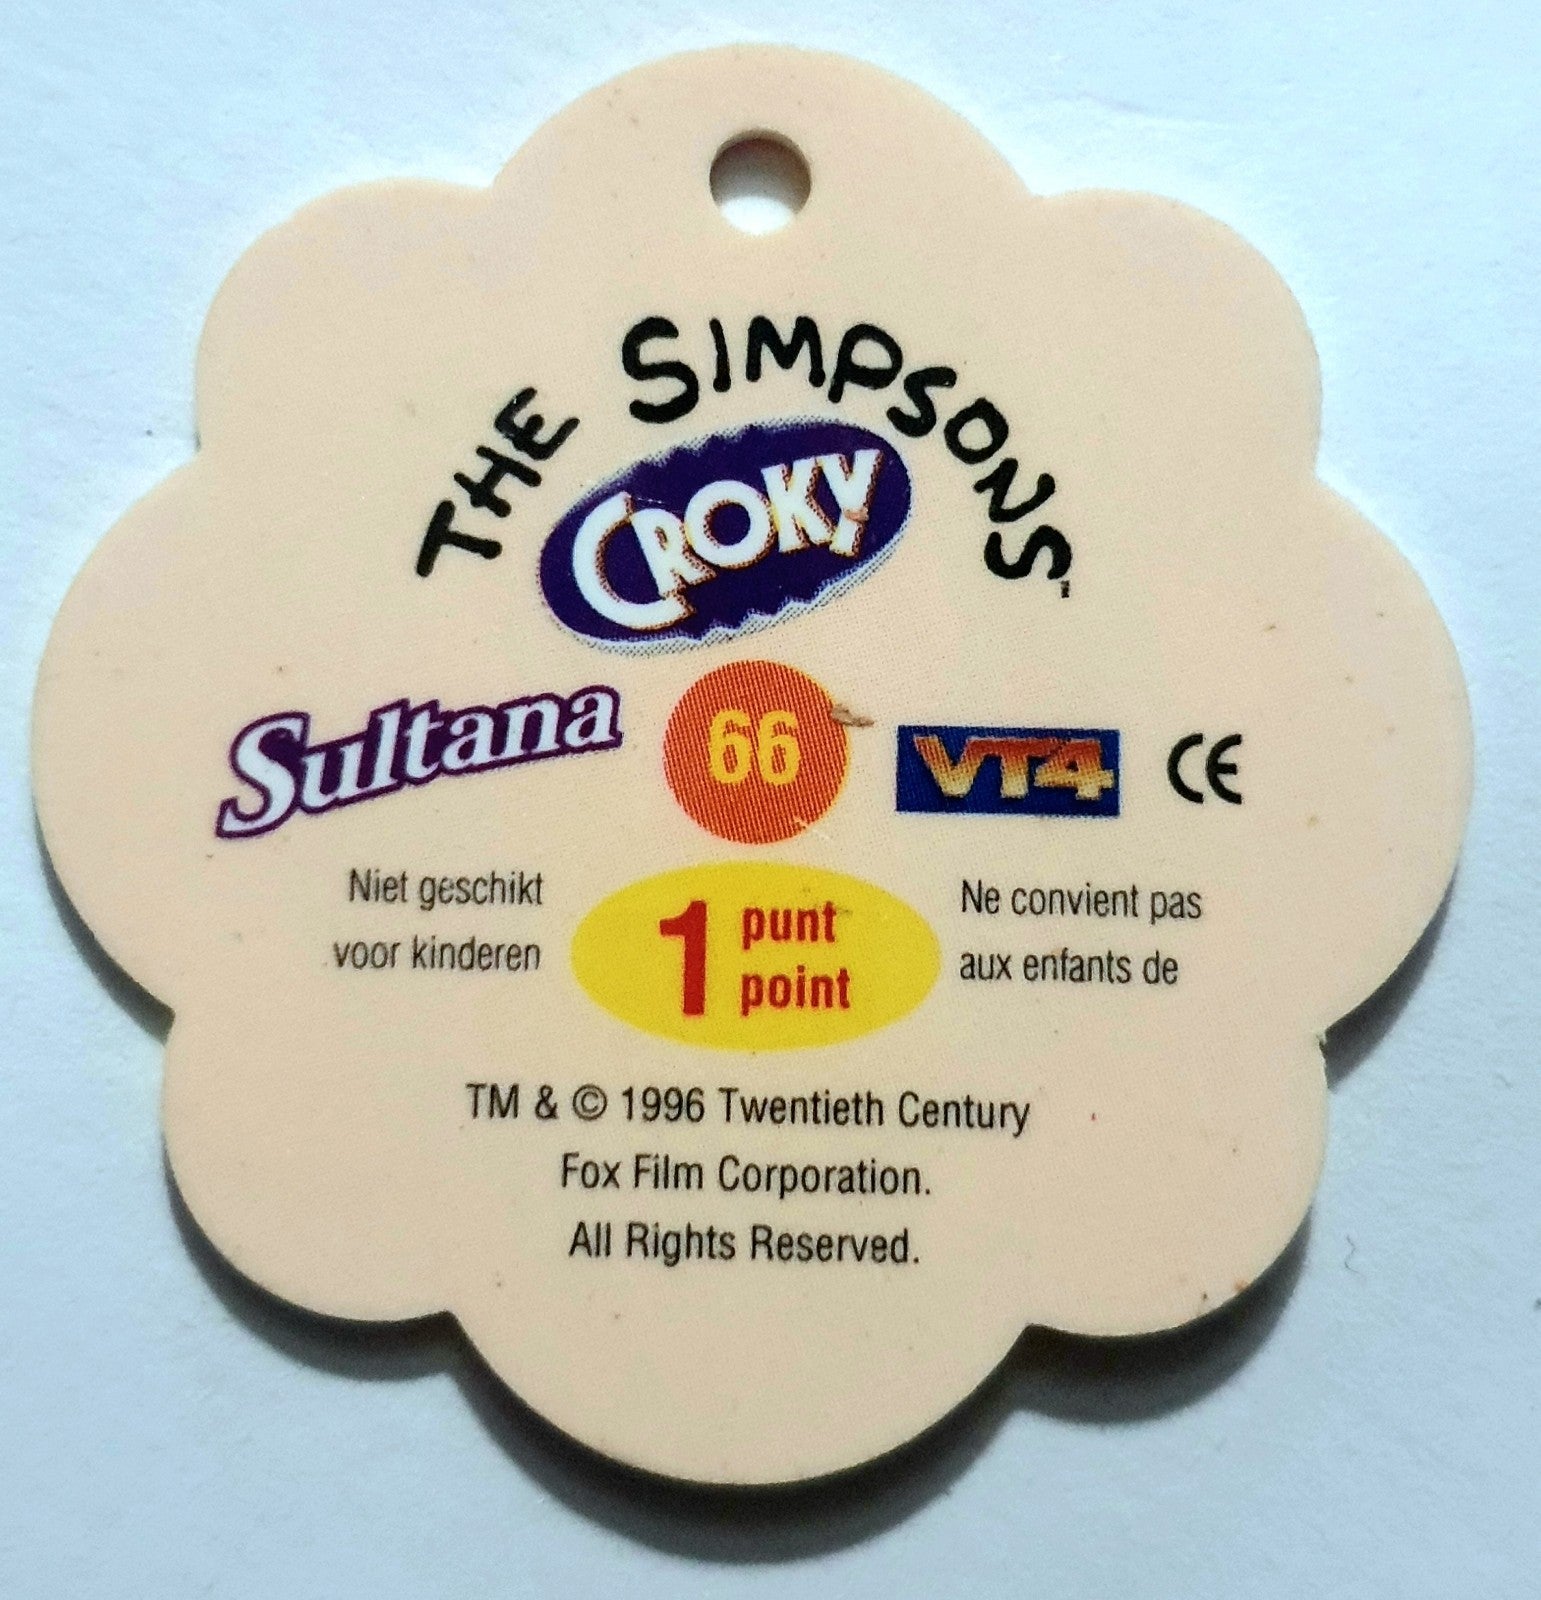 THE SIMPSONS™
CROKY
Sultana
66
VT4
CE
Niet geschikt
voor kinderen
1 punt
point
Ne convient pas
aux enfants de
TM & © 1996 Twentieth Century
Fox Film Corporation.
All Rights Reserved.